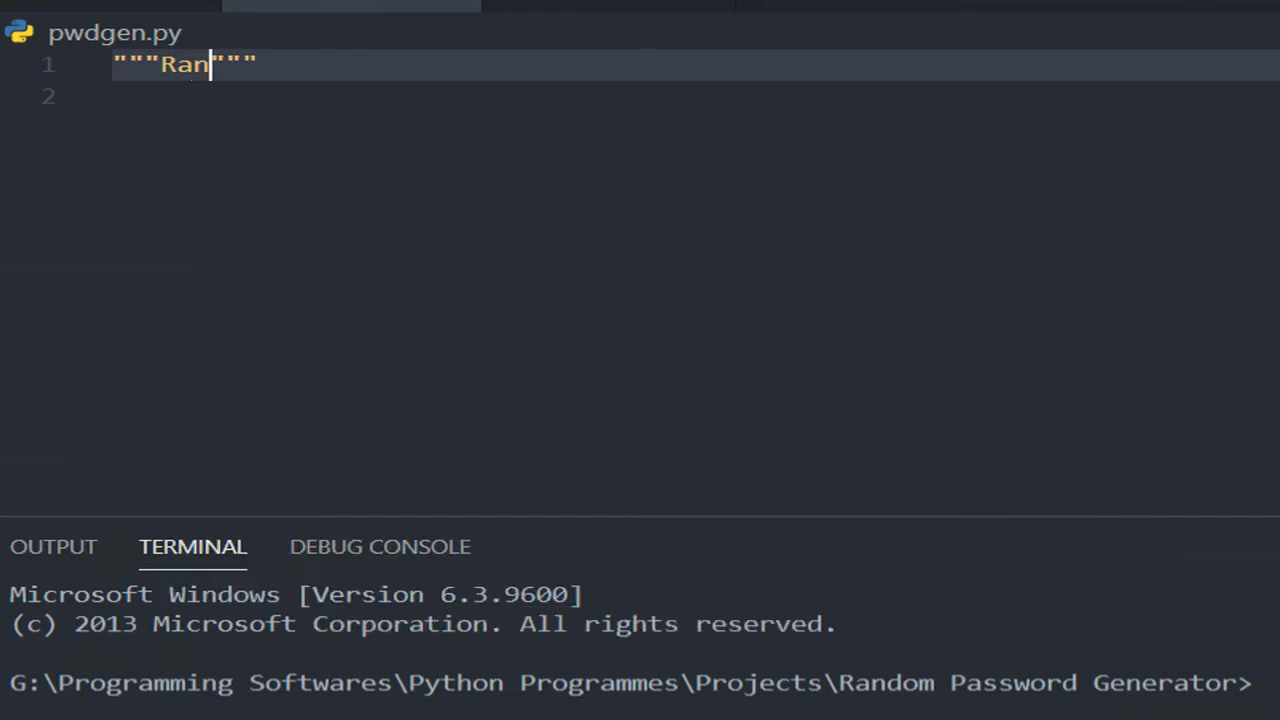 pwdgen.py
1 """Ran"""
2
OUTPUT TERMINAL DEBUG CONSOLE
Microsoft Windows [Version 6.3.9600]
(c) 2013 Microsoft Corporation. All rights reserved.
G:\Programming Softwares\Python Programmes\Projects\Random Password Generator>